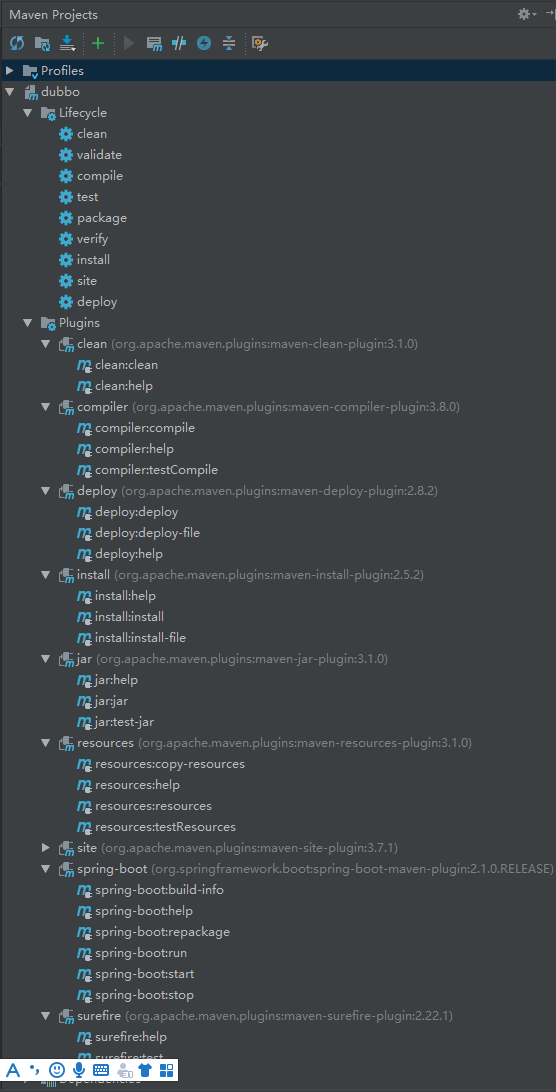 Maven Projects
Profiles
dubbo
Lifecycle
clean
validate
compile
test
package
verify
install
site
deploy
Plugins
clean (org.apache.maven.plugins:maven-clean-plugin:3.1.0)
clean:clean
clean:help
compiler (org.apache.maven.plugins:maven-compiler-plugin:3.8.0)
compiler:compile
compiler:help
compiler:testCompile
deploy (org.apache.maven.plugins:maven-deploy-plugin:2.8.2)
deploy:deploy
deploy:deploy-file
deploy:help
install (org.apache.maven.plugins:maven-install-plugin:2.5.2)
install:help
install:install
install:install-file
jar (org.apache.maven.plugins:maven-jar-plugin:3.1.0)
jar:help
jar:jar
jar:test-jar
resources (org.apache.maven.plugins:maven-resources-plugin:3.1.0)
resources:copy-resources
resources:help
resources:resources
resources:testResources
site (org.apache.maven.plugins:maven-site-plugin:3.7.1)
spring-boot (org.springframework.boot:spring-boot-maven-plugin:2.1.0.RELEASE)
spring-boot:build-info
spring-boot:help
spring-boot:repackage
spring-boot:run
spring-boot:start
spring-boot:stop
surefire (org.apache.maven.plugins:maven-surefire-plugin:2.22.1)
surefire:help
surefire:test
Dependencies